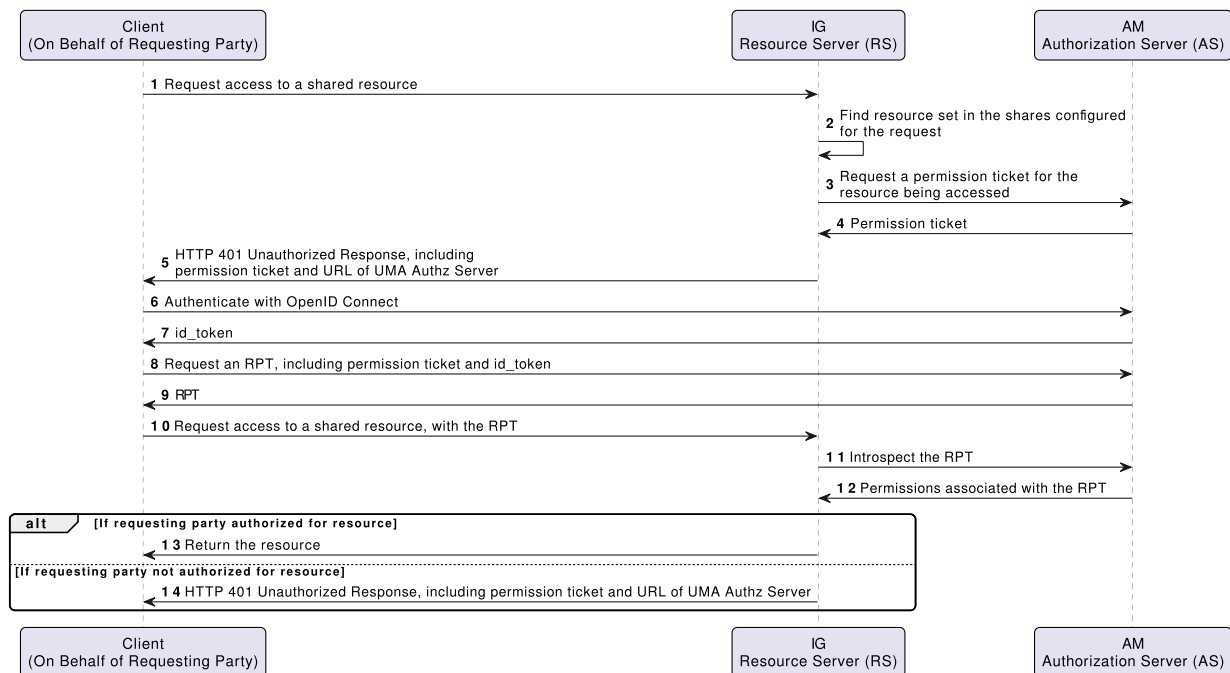 Client
(On Behalf of Requesting Party)
IG
Resource Server (RS)
AM
Authorization Server (AS)
1 Request access to a shared resource
2 Find resource set in the shares configured
for the request
3 Request a permission ticket for the
resource being accessed
4 Permission ticket
5 HTTP 401 Unauthorized Response, including
permission ticket and URL of UMA Authz Server
6 Authenticate with OpenID Connect
7 id_token
8 Request an RPT, including permission ticket and id_token
9 RPT
10 Request access to a shared resource, with the RPT
11 Introspect the RPT
12 Permissions associated with the RPT
alt [If requesting party authorized for resource]
13 Return the resource
[If requesting party not authorized for resource]
14 HTTP 401 Unauthorized Response, including permission ticket and URL of UMA Authz Server
Client
(On Behalf of Requesting Party)
IG
Resource Server (RS)
AM
Authorization Server (AS)